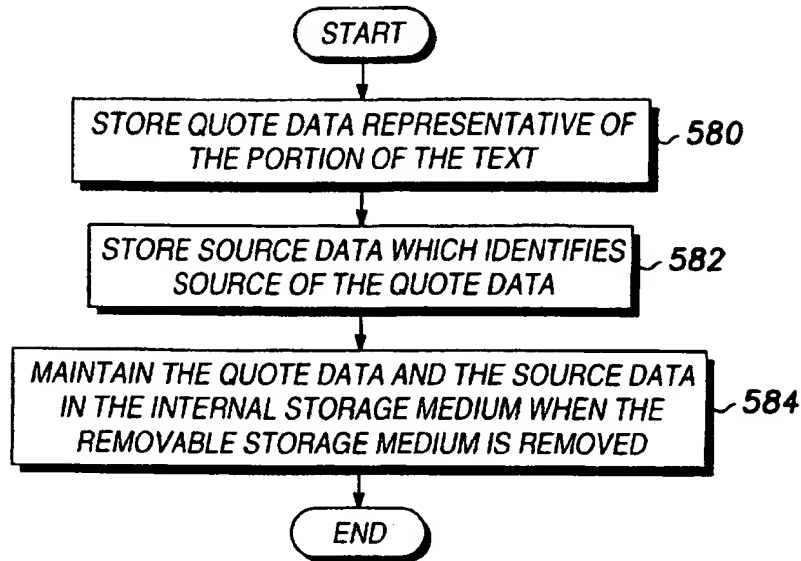 START
STORE QUOTE DATA REPRESENTATIVE OF
THE PORTION OF THE TEXT
580
STORE SOURCE DATA WHICH IDENTIFIES
SOURCE OF THE QUOTE DATA
582
MAINTAIN THE QUOTE DATA AND THE SOURCE DATA
IN THE INTERNAL STORAGE MEDIUM WHEN THE
REMOVABLE STORAGE MEDIUM IS REMOVED
584
END